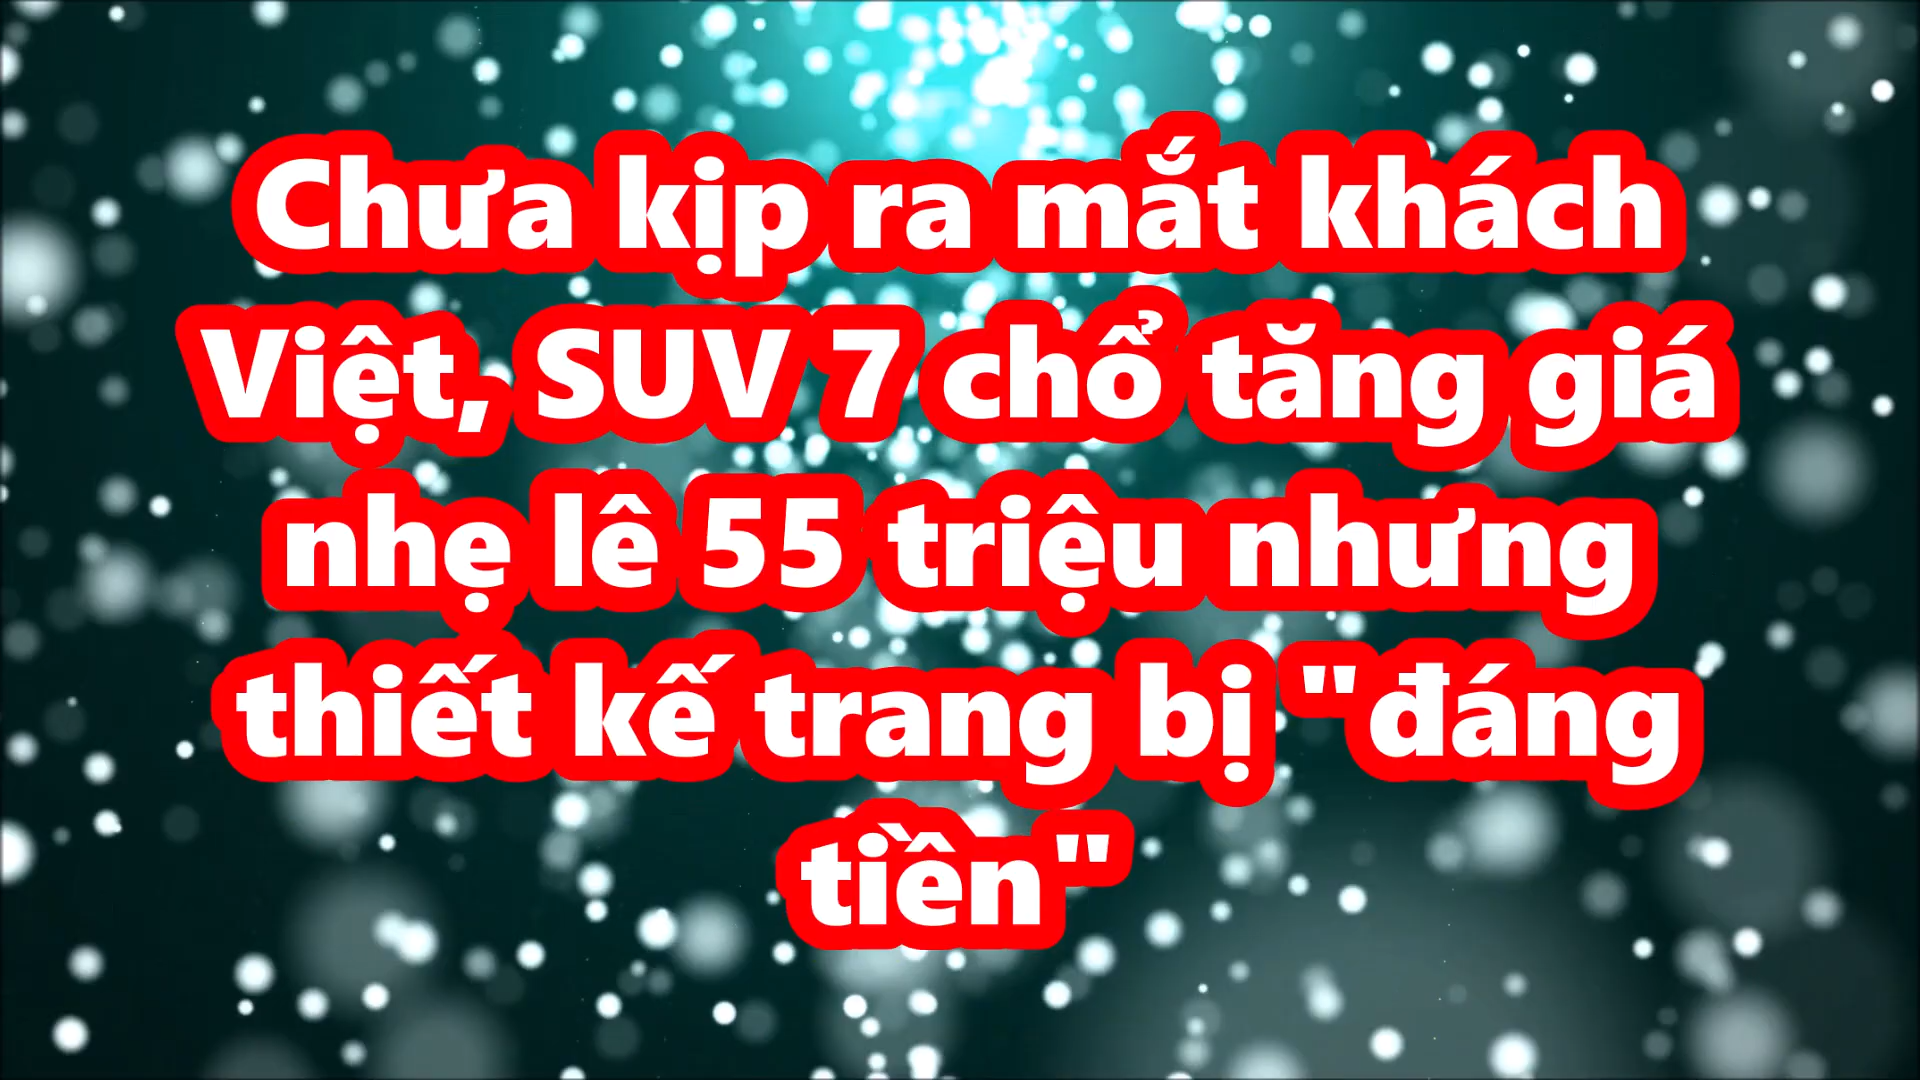 Chưa kịp ra mắt khách
Việt, SUV 7 chổ tăng giá
nhẹ lê 55 triệu nhưng
thiết kế trang bị "đáng
tiền"